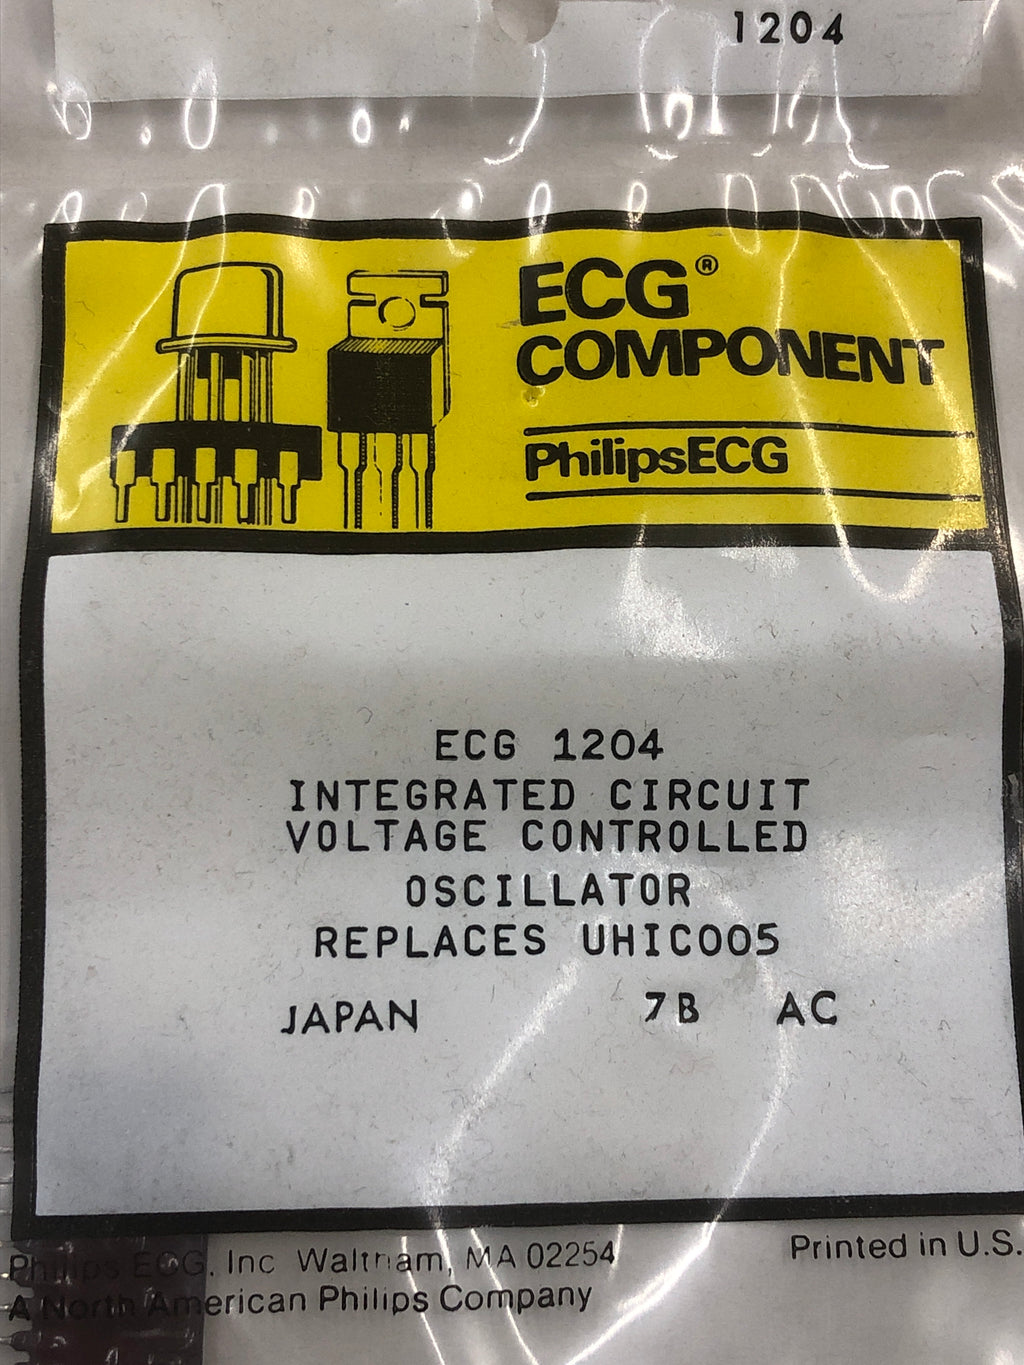 1204
ECG®
COMPONENT
PhilipsECG
ECG 1204
INTEGRATED CIRCUIT
VOLTAGE CONTROLLED
OSCILLATOR
REPLACES UHIC005
JAPAN 7B AC
Philips ECG, Inc Waltham, MA 02254
Printed in U.S.
A North American Philips Company